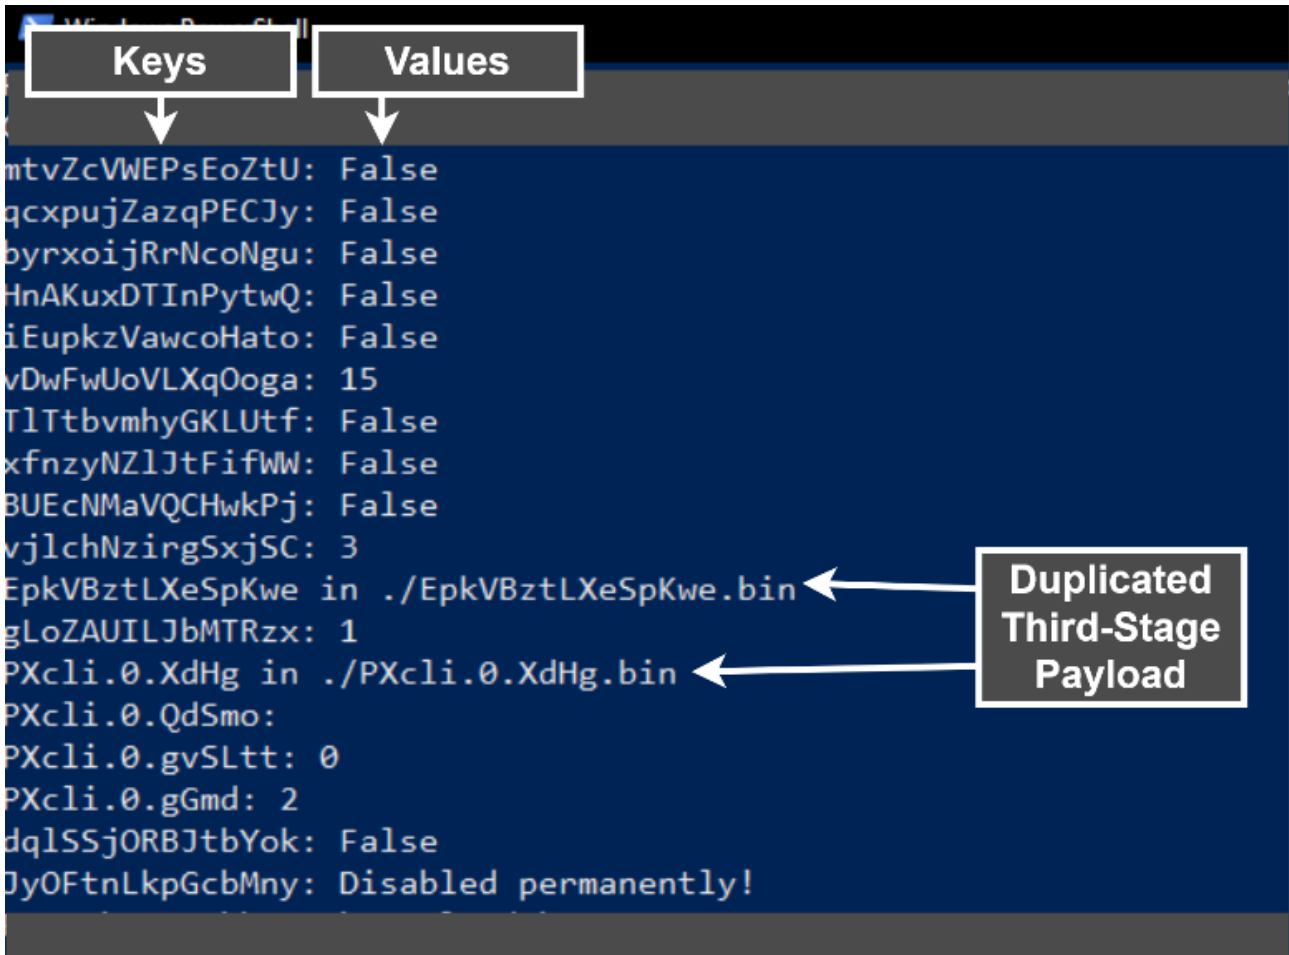 Windows PowerShell
Keys
Values
mtvZcVWEPsEoZtU: False
qcxpujZazqPECJy: False
byrxoijRrNcoNgu: False
HnAKuxDTInPytwQ: False
iEupkzVawcoHato: False
vDwFwUoVLXqOoga: 15
TlTtbvmhyGKLUtf: False
xfnzyNZlJtFifWW: False
BUEcNMaVQCHwkPj: False
vjlchNzirgSxjSC: 3
EpkVBztLXeSpKwe in ./EpkVBztLXeSpKwe.bin
gLoZAUILJbMTRzx: 1
PXcli.0.XdHg in ./PXcli.0.XdHg.bin
Duplicated
Third-Stage
Payload
PXcli.0.QdSmo:
PXcli.0.gvSLtt: 0
PXcli.0.gGmd: 2
dqlSSjORBJtbYok: False
JyOFtnLkpGcbMny: Disabled permanently!